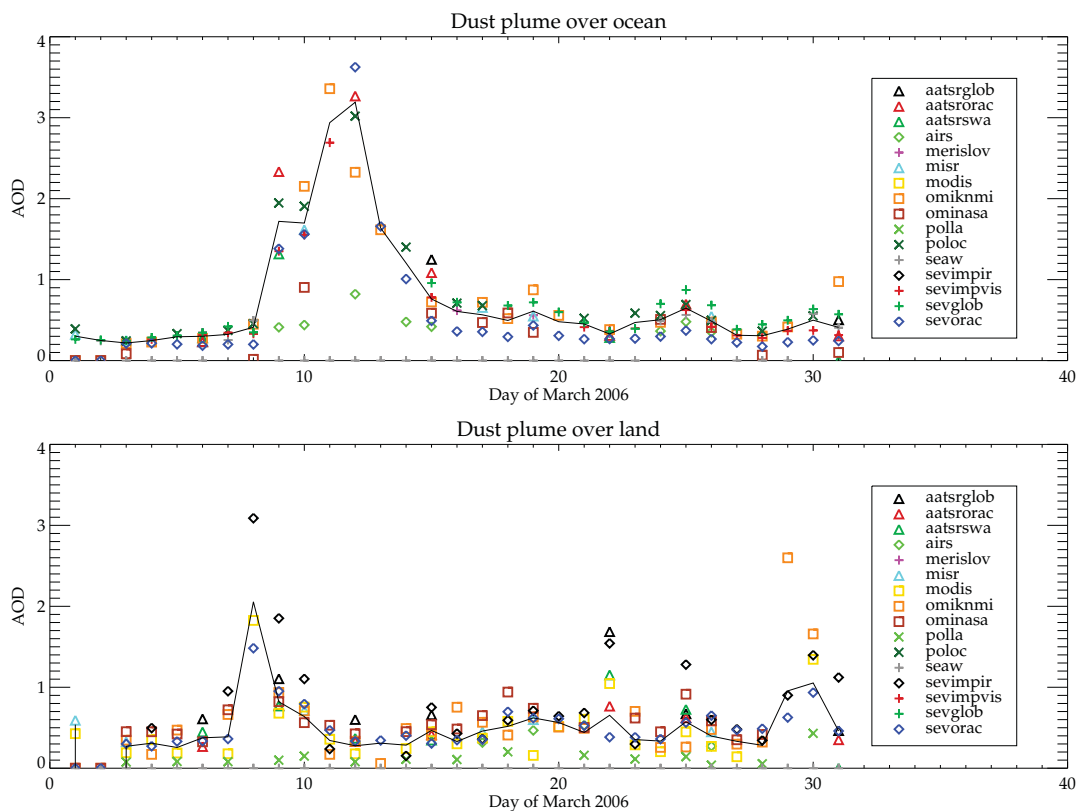 Dust plume over ocean
4
3
2
1
0
AOD
0
10
20
30
40
Day of March 2006
aatsrglob
aatsrorac
aatsrswa
airs
merislov
misr
modis
omiknmi
ominasa
polla
poloc
seaw
sevimpir
sevimpvis
sevglob
sevorac
Dust plume over land
4
3
2
1
0
AOD
0
10
20
30
40
Day of March 2006
aatsrglob
aatsrorac
aatsrswa
airs
merislov
misr
modis
omiknmi
ominasa
polla
poloc
seaw
sevimpir
sevimpvis
sevglob
sevorac